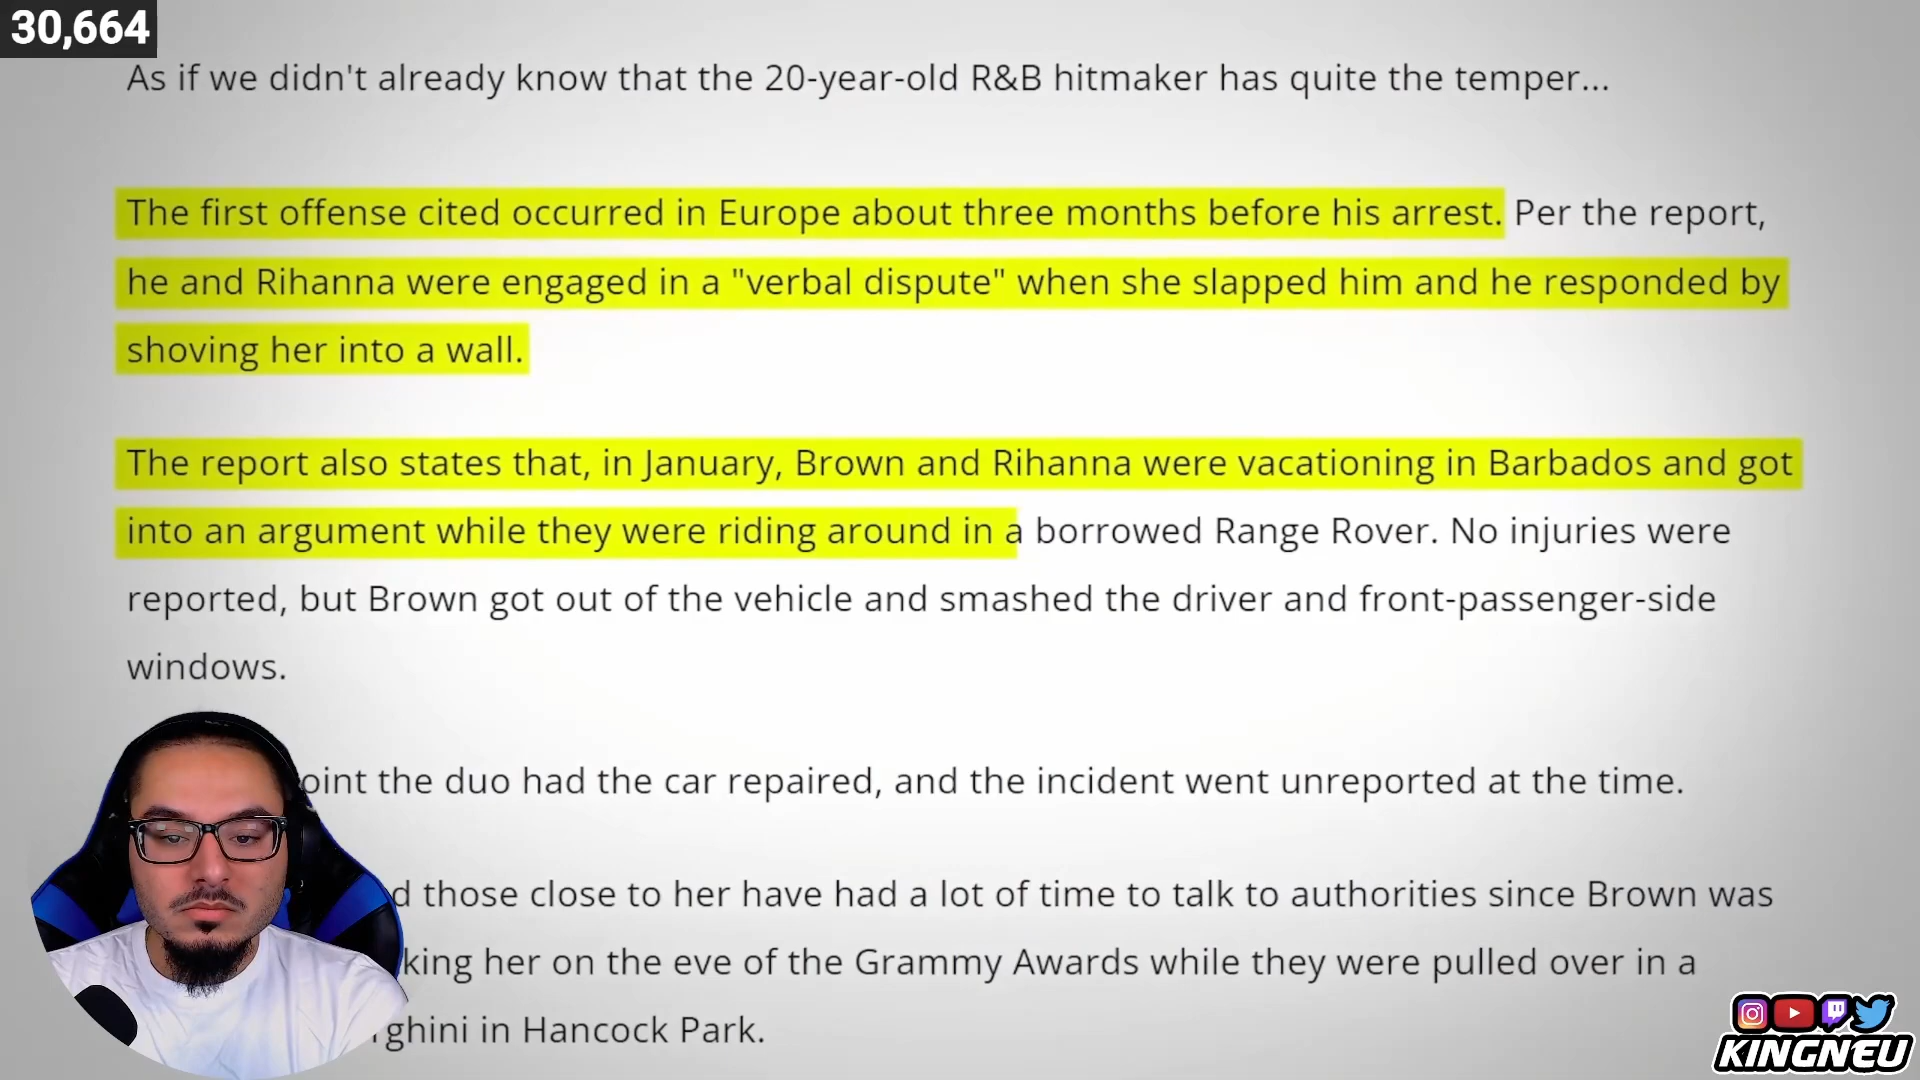 30,664
As if we didn't already know that the 20-year-old R&B hitmaker has quite the temper...
The first offense cited occurred in Europe about three months before his arrest. Per the report,
he and Rihanna were engaged in a "verbal dispute" when she slapped him and he responded by
shoving her into a wall.
The report also states that, in January, Brown and Rihanna were vacationing in Barbados and got
into an argument while they were riding around in a borrowed Range Rover. No injuries were
reported, but Brown got out of the vehicle and smashed the driver and front-passenger-side
windows.
oint the duo had the car repaired, and the incident went unreported at the time.
d those close to her have had a lot of time to talk to authorities since Brown was
king her on the eve of the Grammy Awards while they were pulled over in a
ghini in Hancock Park.
KINGNEU